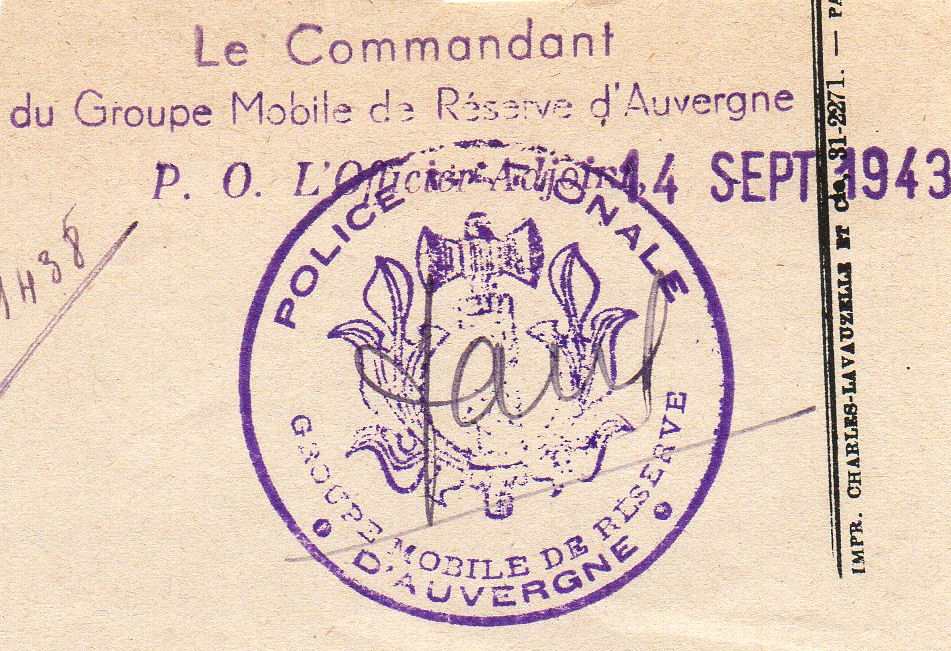 Le Commandant
du Groupe Mobile de Réserve d'Auvergne
P. O. L'Officier Adjoint,
14 SEPT 1943
POLICE NATIONALE
GROUPE MOBILE DE RÉSERVE
D'AUVERGNE
IMPR. CHARLES-LAVAUZELLE ET Cie, 31-2271. — PA